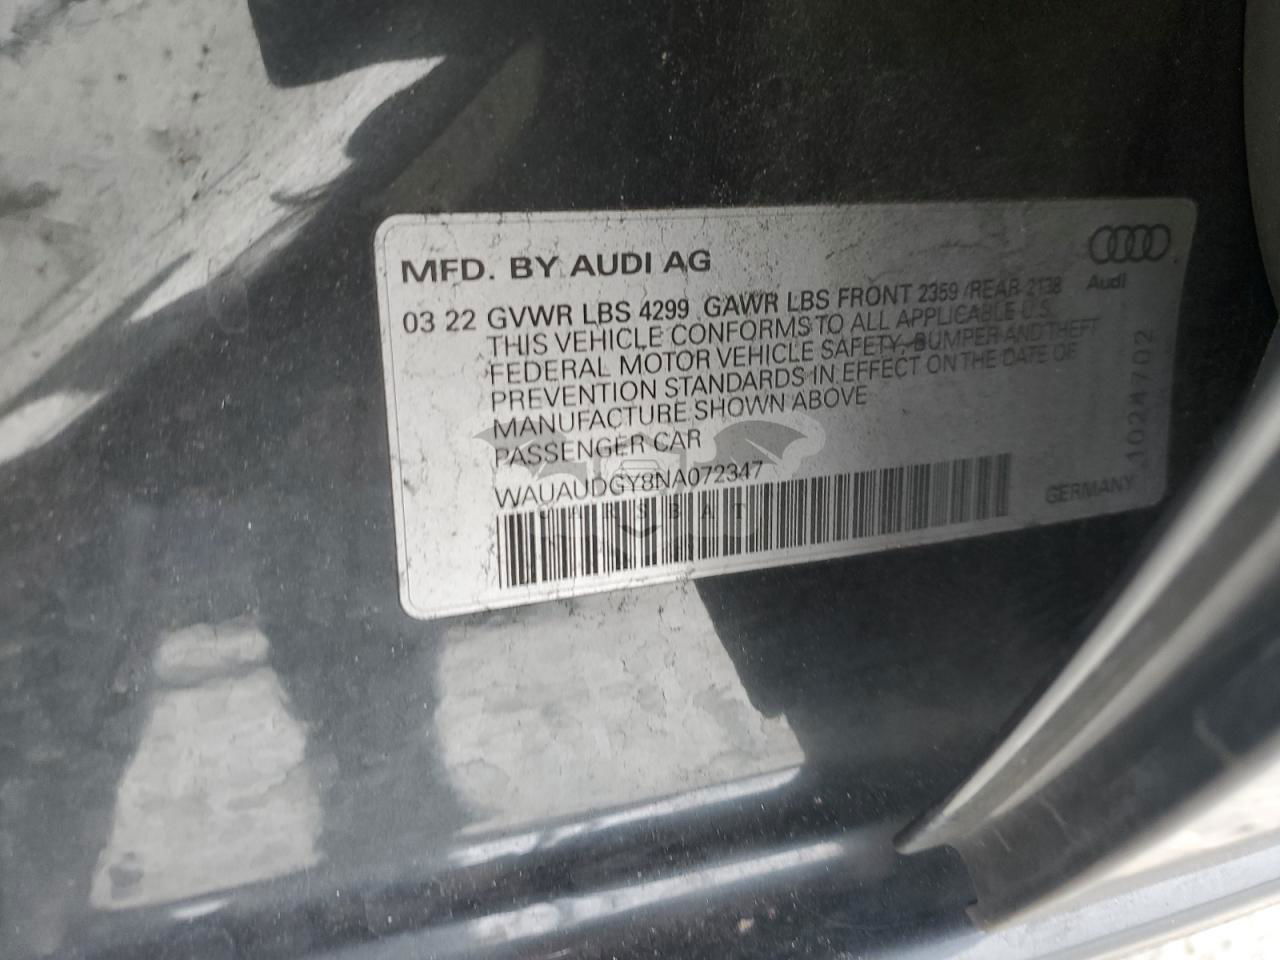 MFD. BY AUDI AG
Audi
03 22 GVWR LBS 4299 GAWR LBS FRONT 2359 /REAR 2138
THIS VEHICLE CONFORMS TO ALL APPLICABLE U.S.
FEDERAL MOTOR VEHICLE SAFETY, BUMPER AND THEFT
PREVENTION STANDARDS IN EFFECT ON THE DATE OF
MANUFACTURE SHOWN ABOVE
PASSENGER CAR
WAUAUDGY8NA072347
GERMANY
CARSBAT